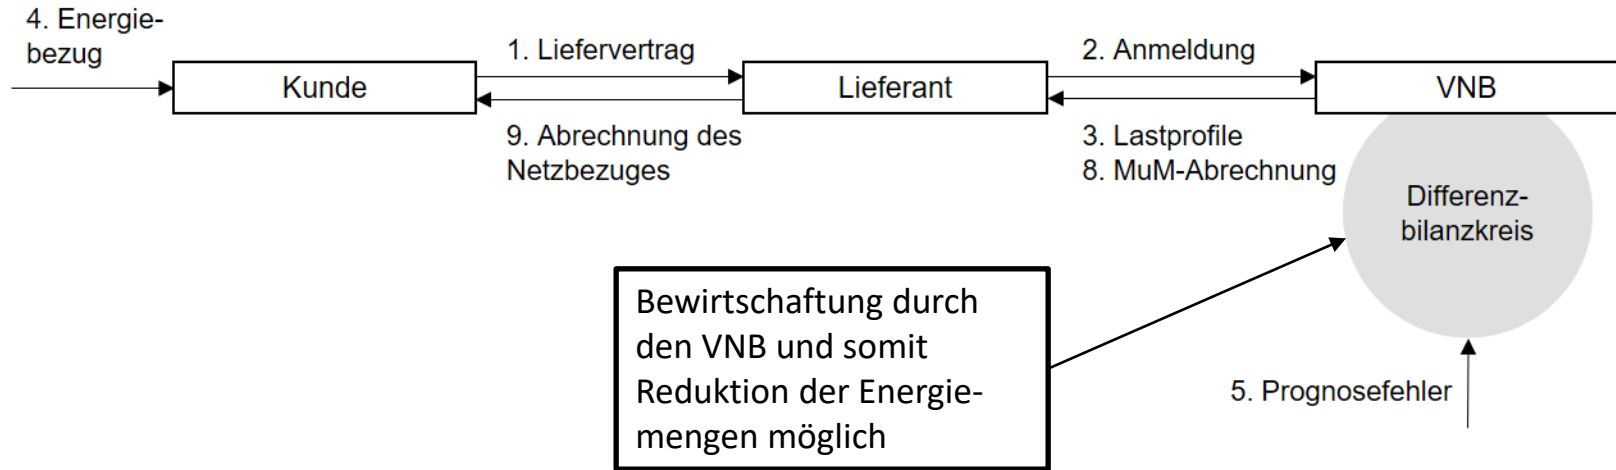 4. Energie-
bezug
Kunde
1. Liefervertrag
9. Abrechnung des
Netzbezuges
Lieferant
2. Anmeldung
3. Lastprofile
8. MuM-Abrechnung
VNB
Differenz-
bilanzkreis
Bewirtschaftung durch
den VNB und somit
Reduktion der Energie-
mengen möglich
5. Prognosefehler